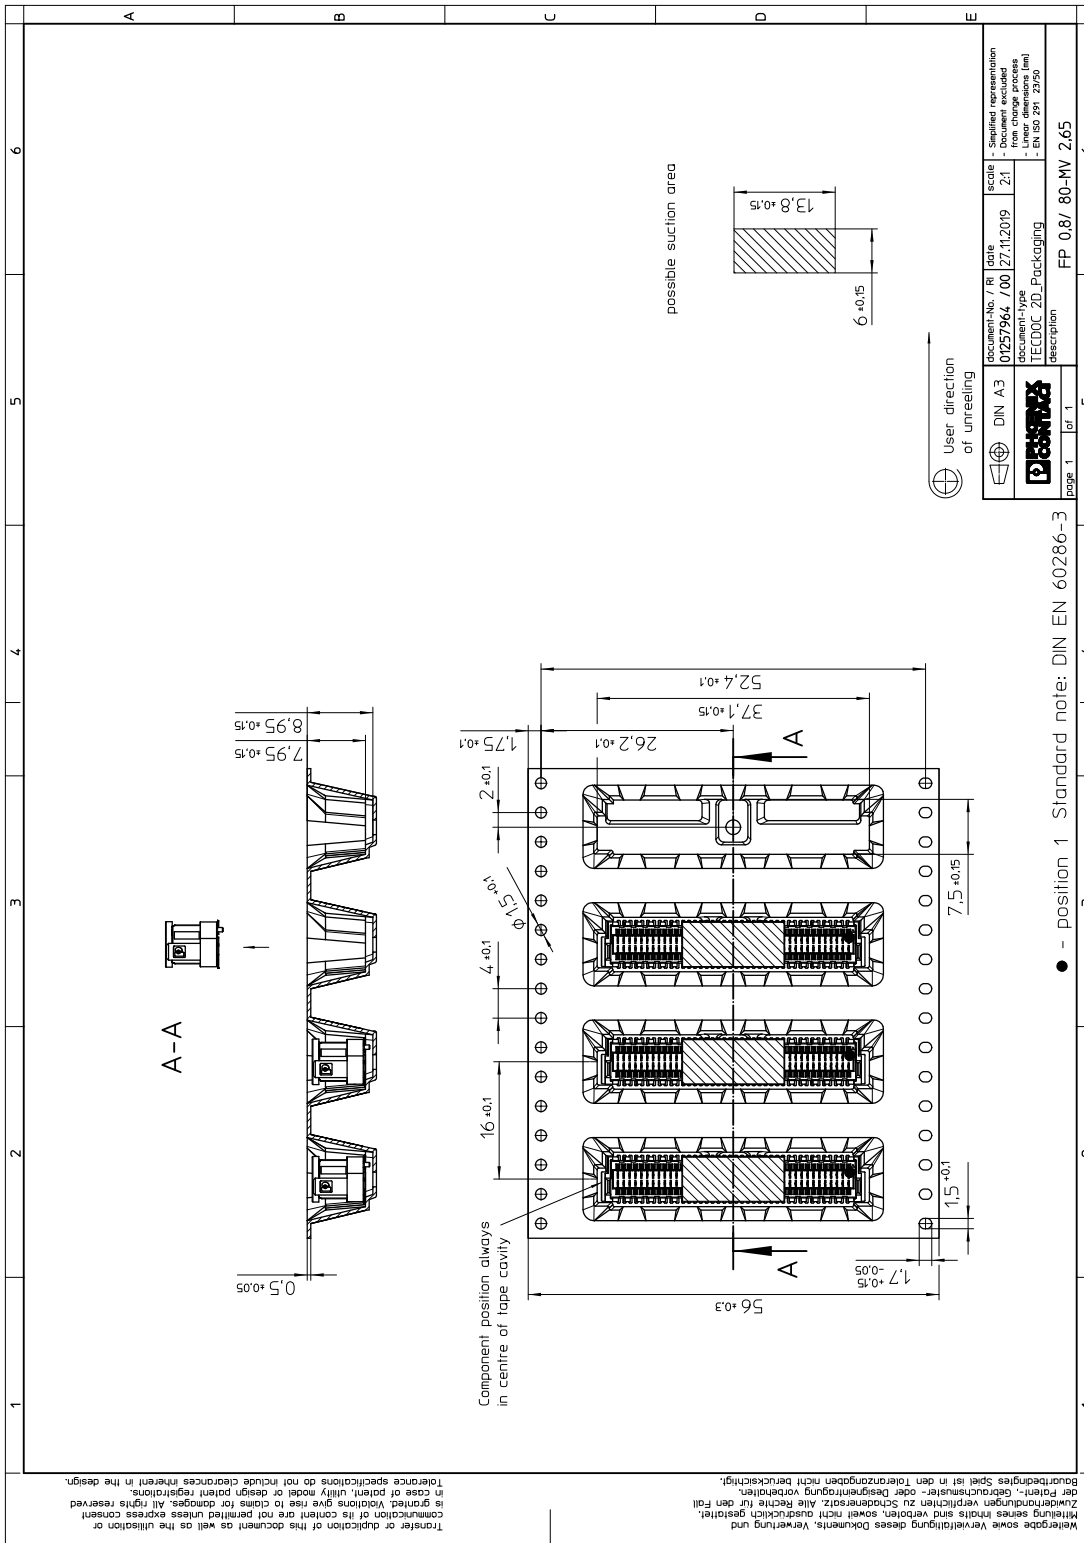 A-A
0,5 ±0,05
7,95 ±0,15
8,95 ±0,15
Component position always
in centre of tape cavity
16 ±0,1
4 ±0,1
ϕ1,5 +0,1
2 ±0,1
1,75 ±0,1
26,2 ±0,1
37,1 ±0,15
52,4 ±0,1
56 ±0,3
A
A
1,7 +0,15
-0,05
1,5 +0,1
7,5 ±0,15
possible suction area
13,8 ±0,15
6 ±0,15
User direction
of unreeling
● - position 1 Standard note: DIN EN 60286-3
DIN A3
PHOENIX
CONTACT
page 1 of 1
document-No. / RI
01257964 / 00
date
27.11.2019
scale
2:1
document-type
TECDOC 2D_Packaging
description
FP 0,8/ 80-MV 2,65
- Simplified representation
- Document excluded
from change process
- Linear dimensions [mm]
- EN ISO 291 23/50
1
2
3
4
5
6
A
B
C
D
E
1
2
3
4
5
6
Transfer or duplication of this document as well as the utilisation or
communication of its content are not permitted unless express consent
is granted. Violations give rise to claims for damages. All rights reserved
in case of patent, utility model or design patent registrations.
Tolerance specifications do not include clearances inherent in the design.
Weitergabe sowie Vervielfältigung dieses Dokuments, Verwertung und
Mitteilung seines Inhalts sind verboten, soweit nicht ausdrücklich gestattet.
Zuwiderhandlungen verpflichten zu Schadenersatz. Alle Rechte für den Fall
der Patent-, Gebrauchsmuster- oder Designeintragung vorbehalten.
Bauartbedingtes Spiel ist in den Toleranzangaben nicht berücksichtigt.